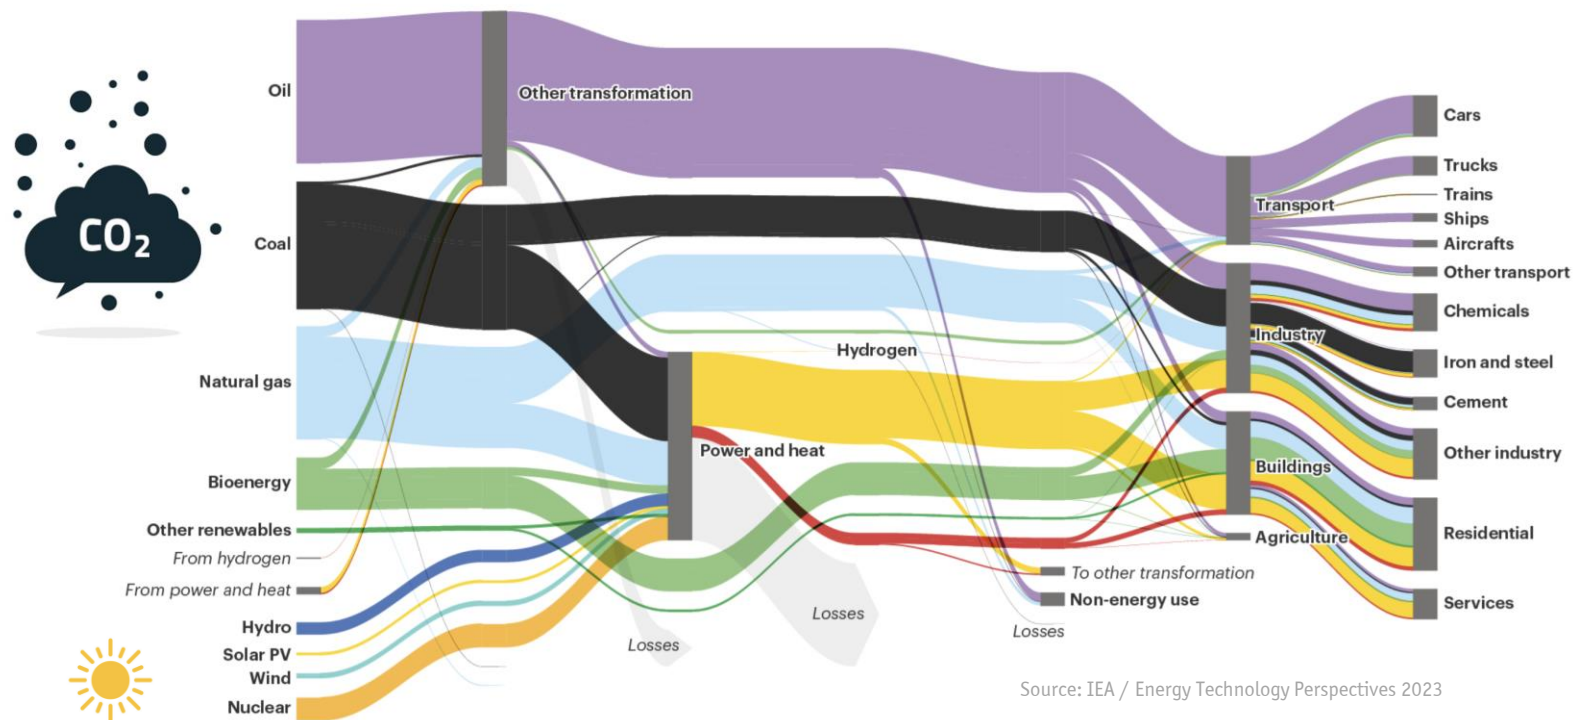 Oil
Other transformation
CO2
Coal
Natural gas
Bioenergy
Other renewables
From hydrogen
From power and heat
Hydro
Solar PV
Wind
Nuclear
Hydrogen
Power and heat
Losses
Losses
Losses
To other transformation
Non-energy use
Transport
Industry
Buildings
Agriculture
Cars
Trucks
Trains
Ships
Aircrafts
Other transport
Chemicals
Iron and steel
Cement
Other industry
Residential
Services
Source: IEA / Energy Technology Perspectives 2023